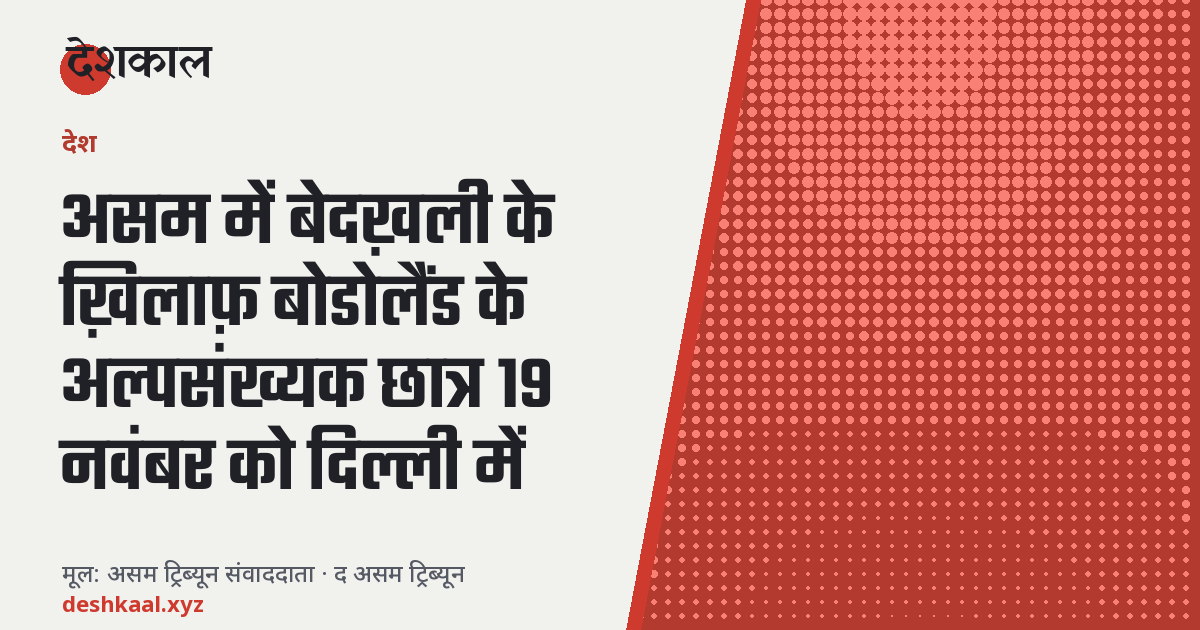 देशकाल
देश
असम में बेदख़ली के
ख़िलाफ़ बोडोलैंड के
अल्पसंख्यक छात्र 19
नवंबर को दिल्ली में
मूल: असम ट्रिब्यून संवाददाता · द असम ट्रिब्यून
deshkaal.xyz